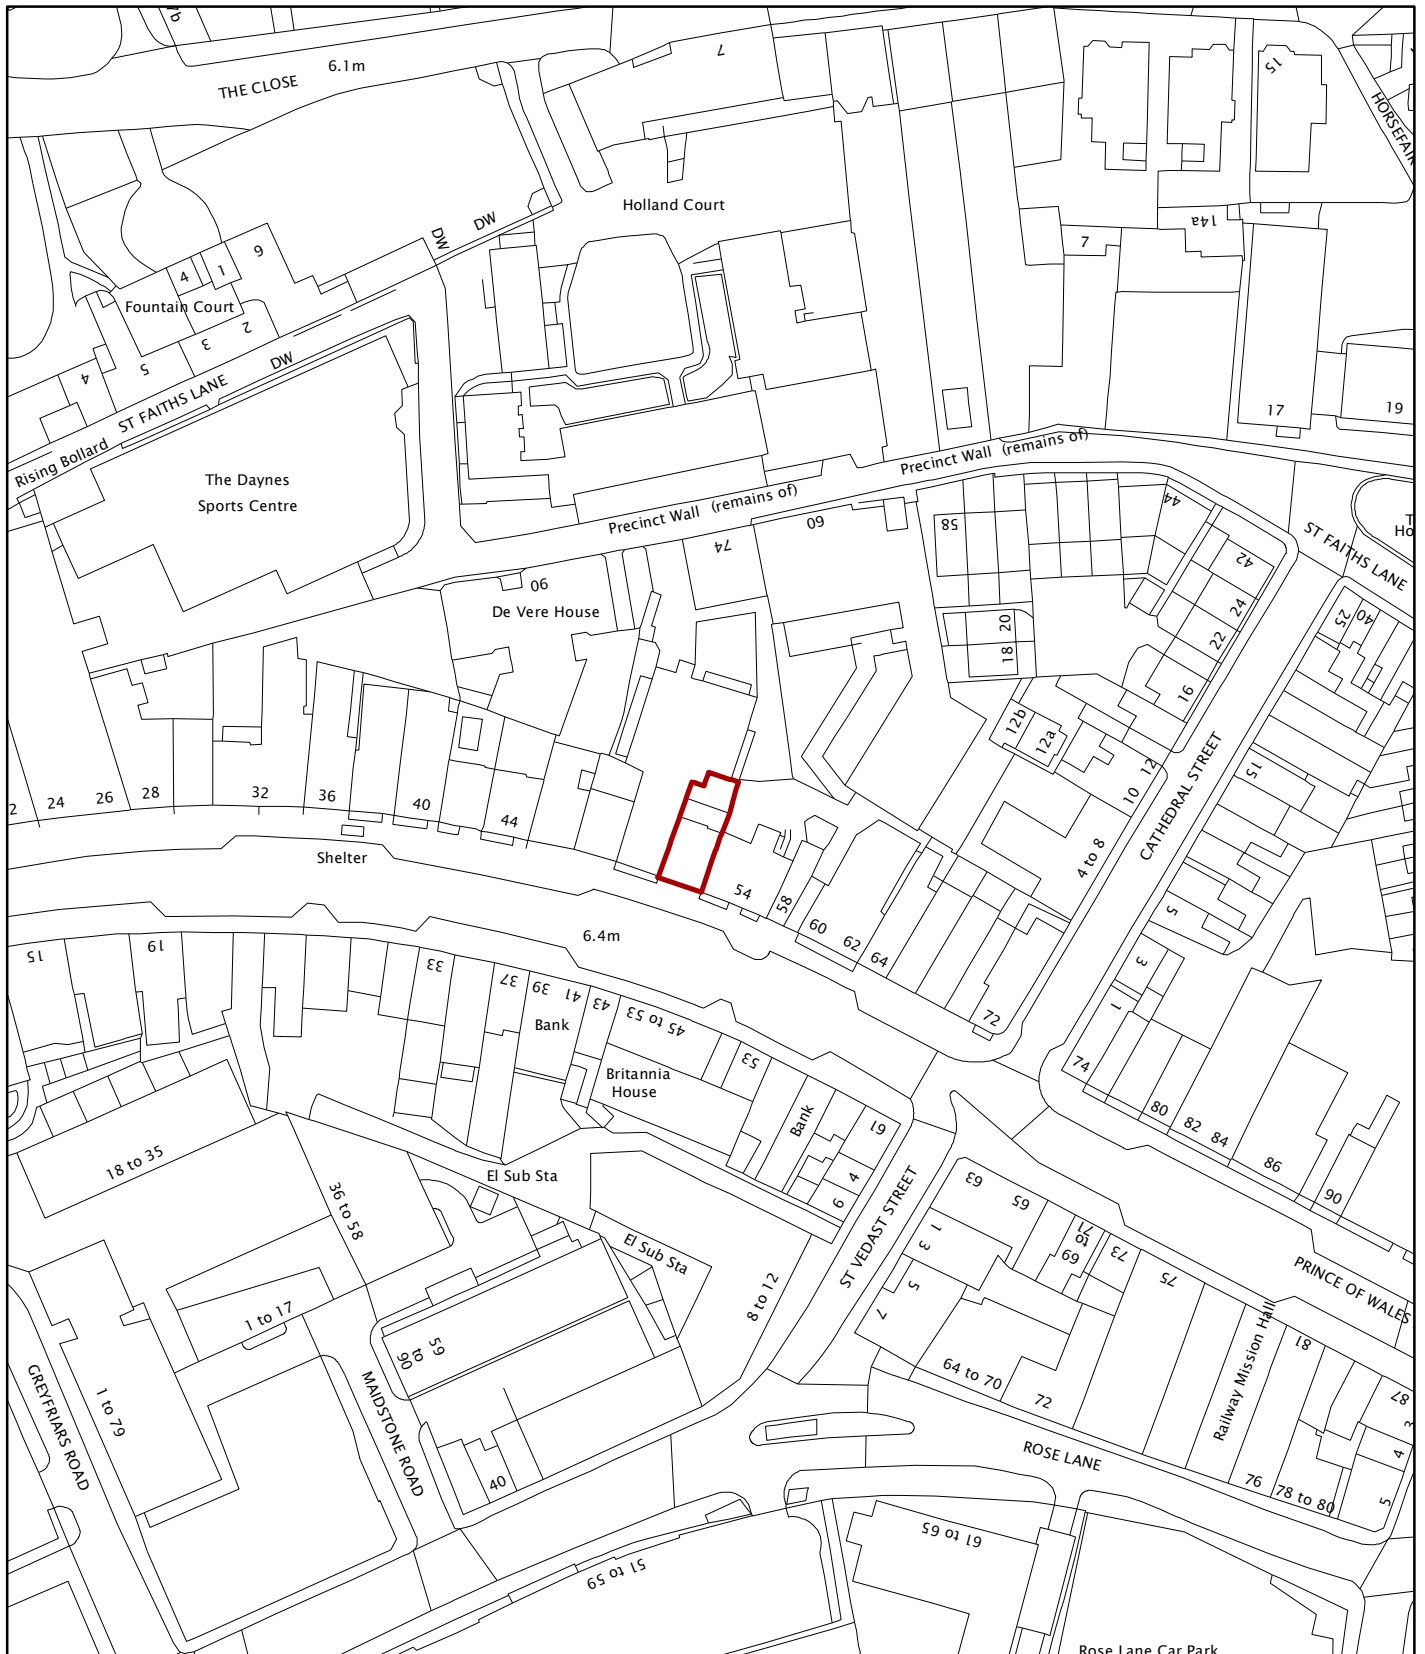 7b
THE CLOSE
6.1m
7
15
HORSEFAIR
Holland Court
DW
DW
14a
7
4
1
9
Fountain Court
2
3
5
4
DW
ST FAITHS LANE
Rising Bollard
17
19
The Daynes
Sports Centre
Precinct Wall (remains of)
Precinct Wall (remains of)
44
58
60
74
ST FAITHS LANE
Ho
42
90
De Vere House
24
22
20
18
25
40
16
12b
12a
12
10
CATHEDRAL STREET
15
4 to 8
2
24
26
28
32
36
40
44
Shelter
54
58
60
62
64
72
5
3
1
74
6.4m
15
19
33
37
39
41
43
45 to 53
53
Bank
Britannia
House
Bank
61
4
6
80
82
84
86
90
18 to 35
El Sub Sta
36 to 58
El Sub Sta
ST VEDAST STREET
63
65
71
to
69
73
75
1
3
5
7
PRINCE OF WALES
8 to 12
1 to 17
59
to
90
64 to 70
72
Railway Mission Hall
81
87
3
4
5
GREYFRIARS ROAD
1 to 79
MAIDSTONE ROAD
40
ROSE LANE
76
78 to 80
51 to 59
61 to 65
Rose Lane Car Park